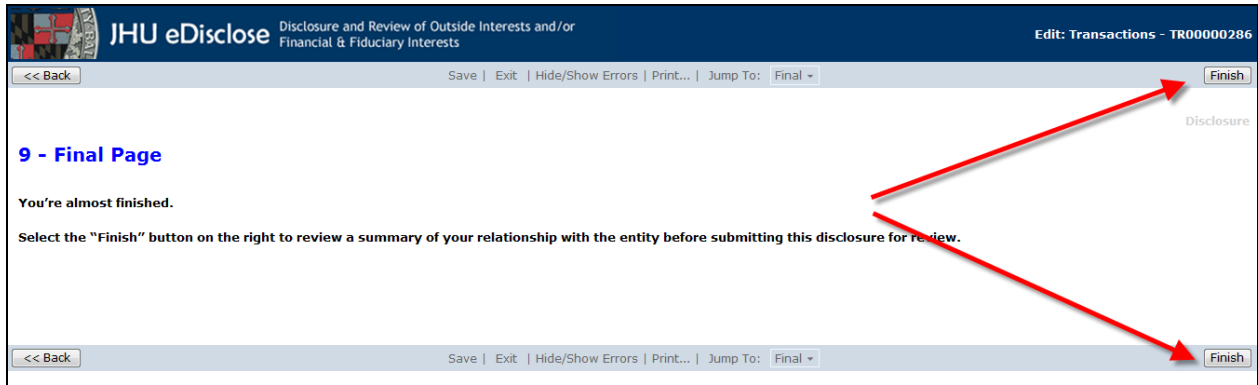 JHU eDisclose Disclosure and Review of Outside Interests and/or
Financial & Fiduciary Interests
Edit: Transactions - TR00000286
<< Back Save | Exit | Hide/Show Errors | Print... | Jump To: Final Finish
Disclosure
9 - Final Page
You're almost finished.
Select the “Finish” button on the right to review a summary of your relationship with the entity before submitting this disclosure for review.
<< Back Save | Exit | Hide/Show Errors | Print... | Jump To: Final Finish